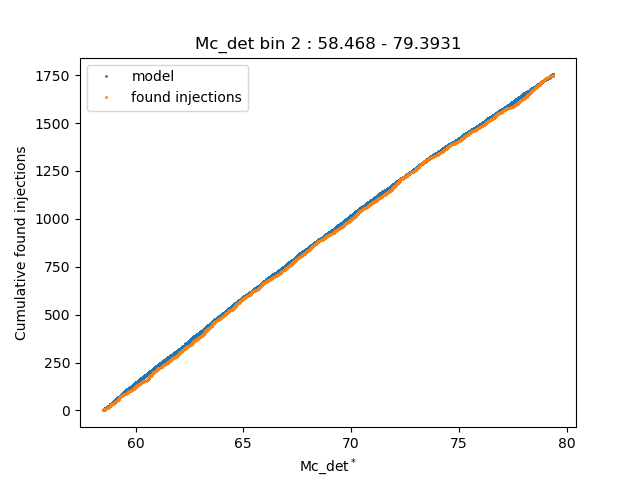 Mc_det bin 2 : 58.468 - 79.3931
model
found injections
1750
1500
1250
1000
750
500
250
0
Cumulative found injections
60
65
70
75
80
Mc_det*